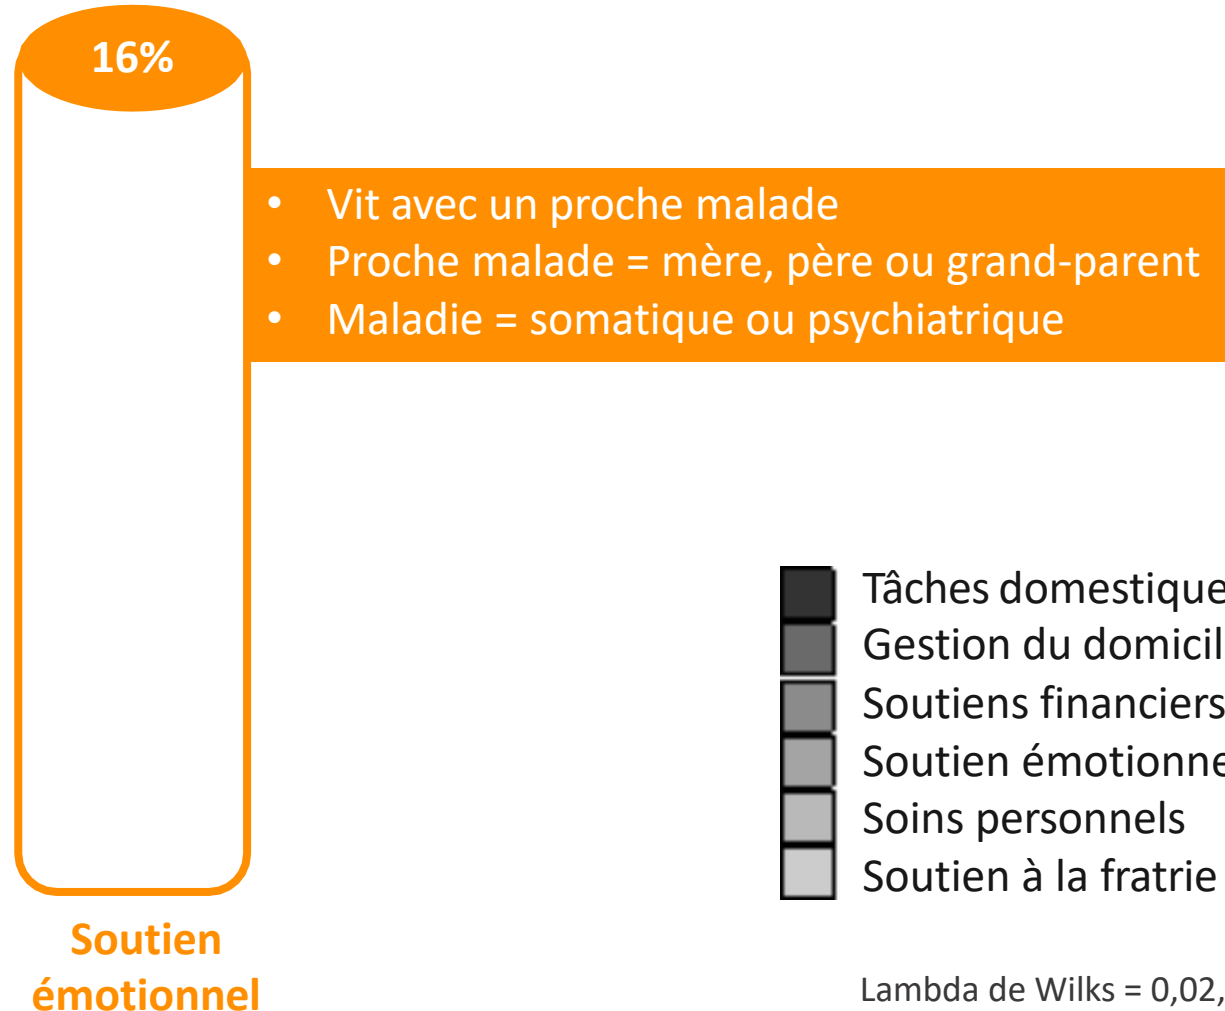 16%
• Vit avec un proche malade
• Proche malade = mère, père ou grand-parent
• Maladie = somatique ou psychiatrique
Tâches domestique
Gestion du domicil
Soutiens financiers
Soutien émotionne
Soins personnels
Soutien à la fratrie
Soutien
émotionnel
Lambda de Wilks = 0,02,